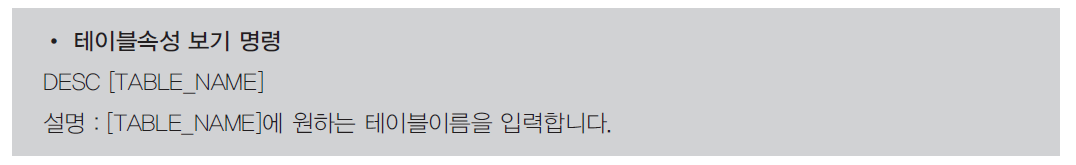 • 테이블속성 보기 명령
DESC [TABLE_NAME]
설명 : [TABLE_NAME]에 원하는 테이블이름을 입력합니다.